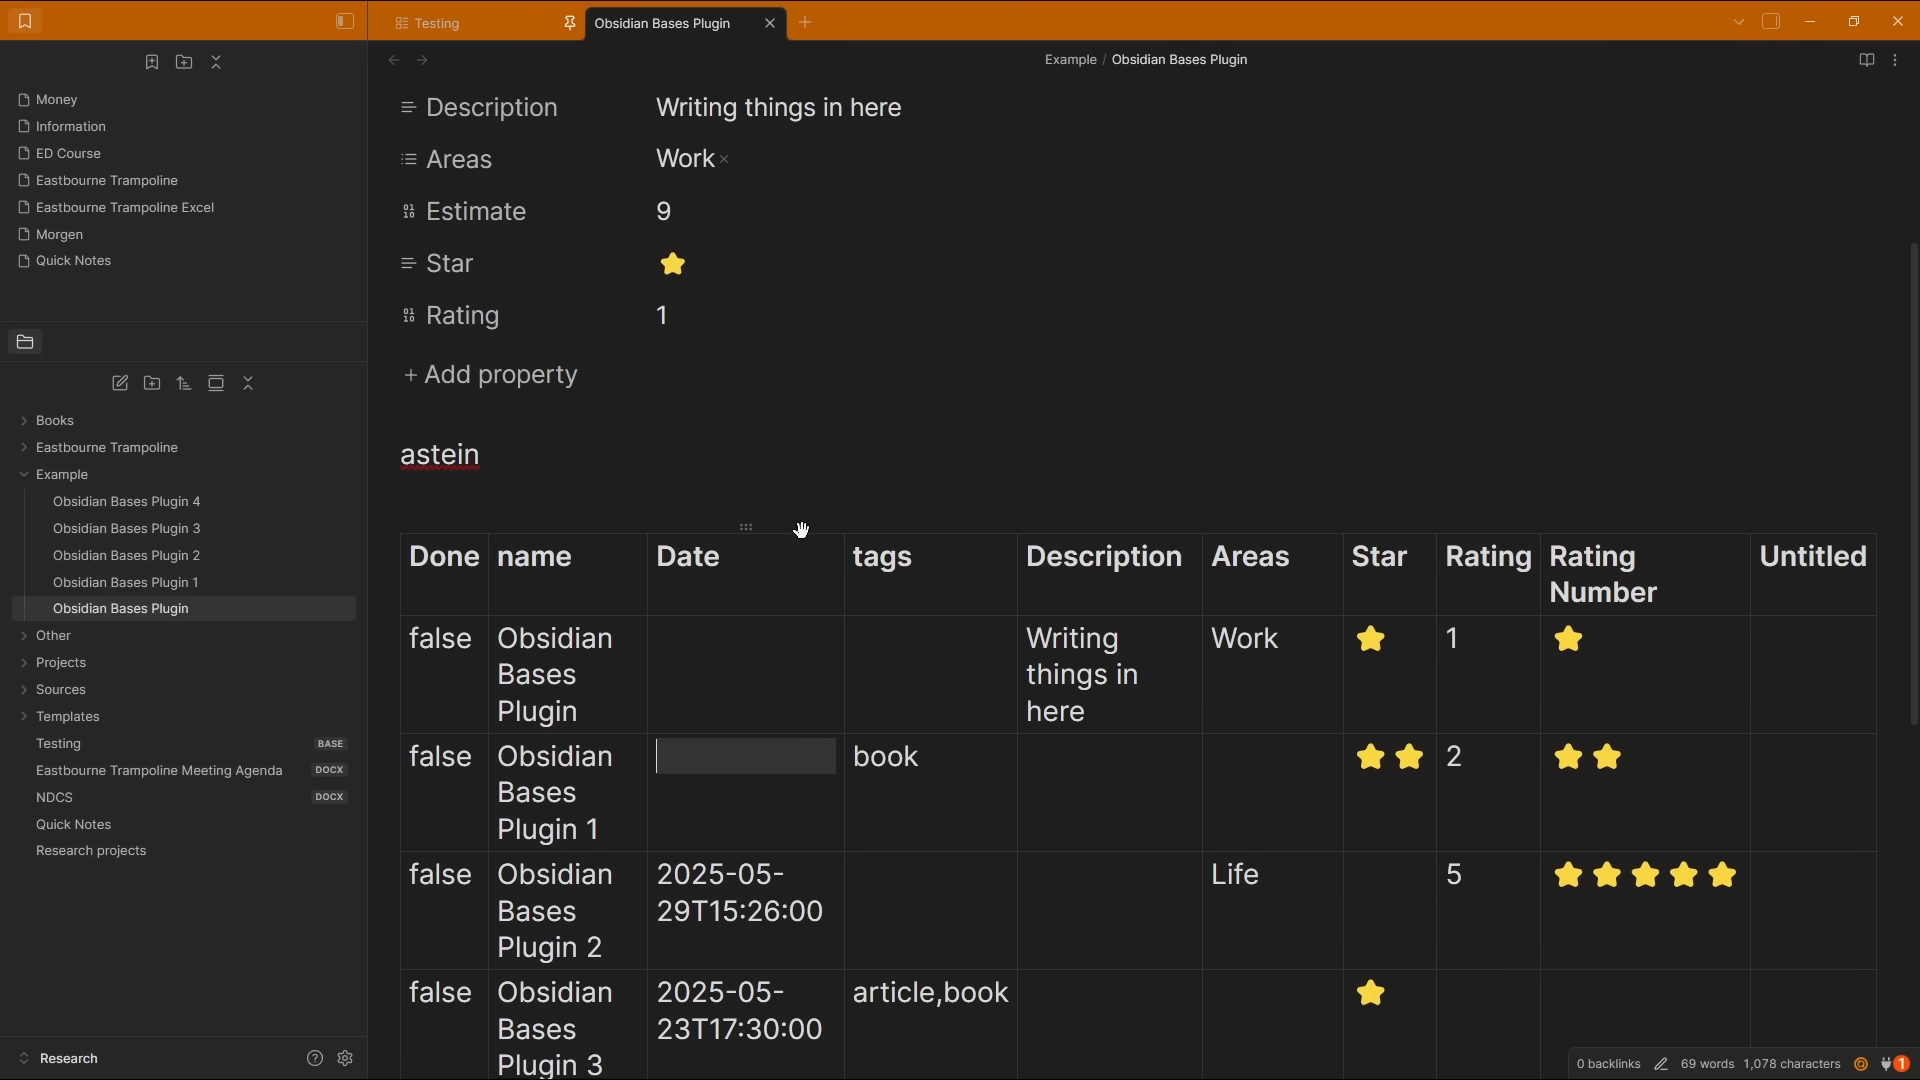 Testing
Obsidian Bases Plugin
Example / Obsidian Bases Plugin
Money
Information
ED Course
Eastbourne Trampoline
Eastbourne Trampoline Excel
Morgen
Quick Notes
Books
Eastbourne Trampoline
Example
Obsidian Bases Plugin 4
Obsidian Bases Plugin 3
Obsidian Bases Plugin 2
Obsidian Bases Plugin 1
Obsidian Bases Plugin
Other
Projects
Sources
Templates
Testing BASE
Eastbourne Trampoline Meeting Agenda DOCX
NDCS DOCX
Quick Notes
Research projects
Research
Description Writing things in here
Areas Work ×
Estimate 9
Star ⭐
Rating 1
+ Add property
astein
Done name Date tags Description Areas Star Rating Rating Untitled
Number
false Obsidian Writing Work ⭐ 1 ⭐
Bases things in
Plugin here
false Obsidian book ⭐⭐ 2 ⭐⭐
Bases
Plugin 1
false Obsidian 2025-05- Life 5 ⭐⭐⭐⭐⭐
Bases 29T15:26:00
Plugin 2
false Obsidian 2025-05- article,book ⭐
Bases 23T17:30:00
Plugin 3
0 backlinks 69 words 1,078 characters 1